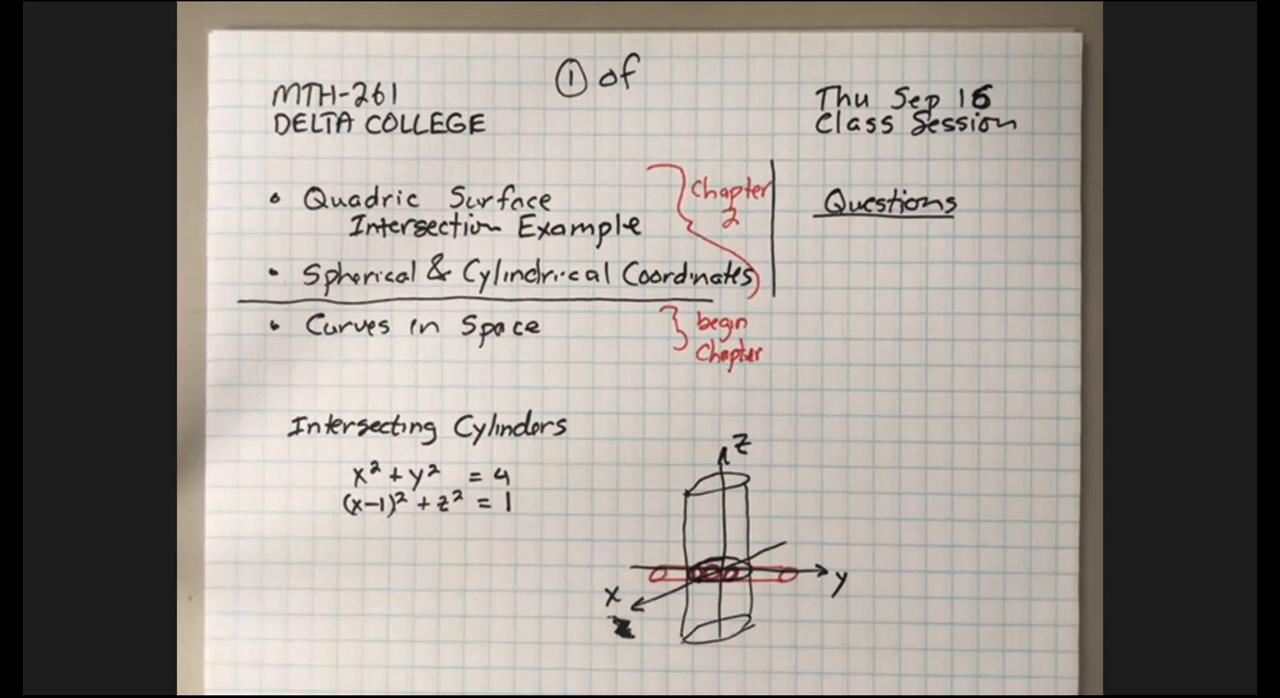 ① of
MTH-261
DELTA COLLEGE
Thu Sep 16
Class Session
• Quadric Surface
Intersection Example
• Spherical & Cylindrical Coordinates
Chapter
2
Questions
• Curves in Space
begin
Chapter
Intersecting Cylinders
x² + y² = 4
(x-1)² + z² = 1
z
y
x